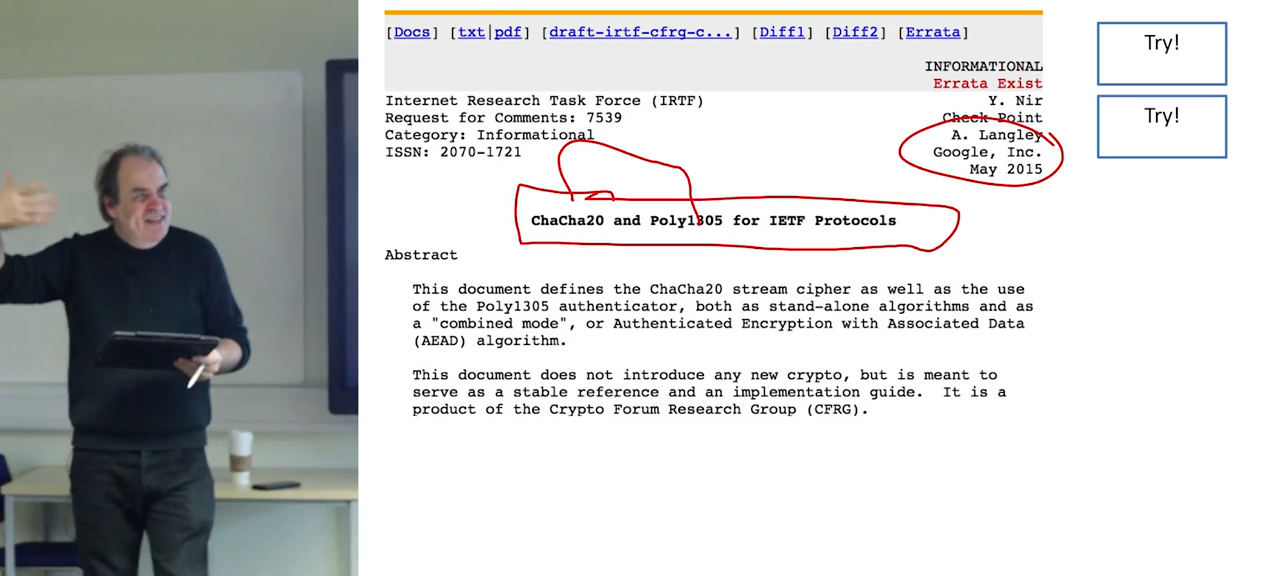 [Docs] [txt|pdf] [draft-irtf-cfrg-c...] [Diff1] [Diff2] [Errata]
INFORMATIONAL
Errata Exist
Internet Research Task Force (IRTF) Y. Nir
Request for Comments: 7539 Check Point
Category: Informational A. Langley
ISSN: 2070-1721 Google, Inc.
May 2015
ChaCha20 and Poly1305 for IETF Protocols
Abstract
This document defines the ChaCha20 stream cipher as well as the use
of the Poly1305 authenticator, both as stand-alone algorithms and as
a "combined mode", or Authenticated Encryption with Associated Data
(AEAD) algorithm.
This document does not introduce any new crypto, but is meant to
serve as a stable reference and an implementation guide. It is a
product of the Crypto Forum Research Group (CFRG).
Try!
Try!